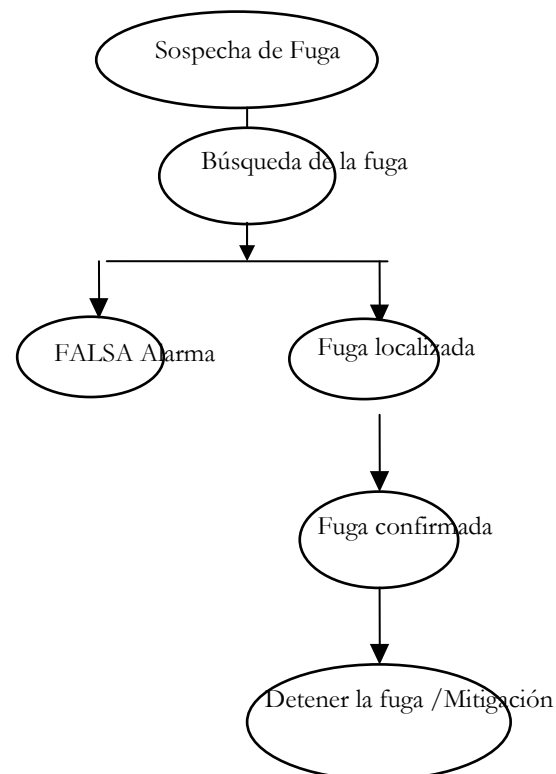 Sospecha de Fuga
Búsqueda de la fuga
FALSA Alarma
Fuga localizada
Fuga confirmada
Detener la fuga /Mitigación